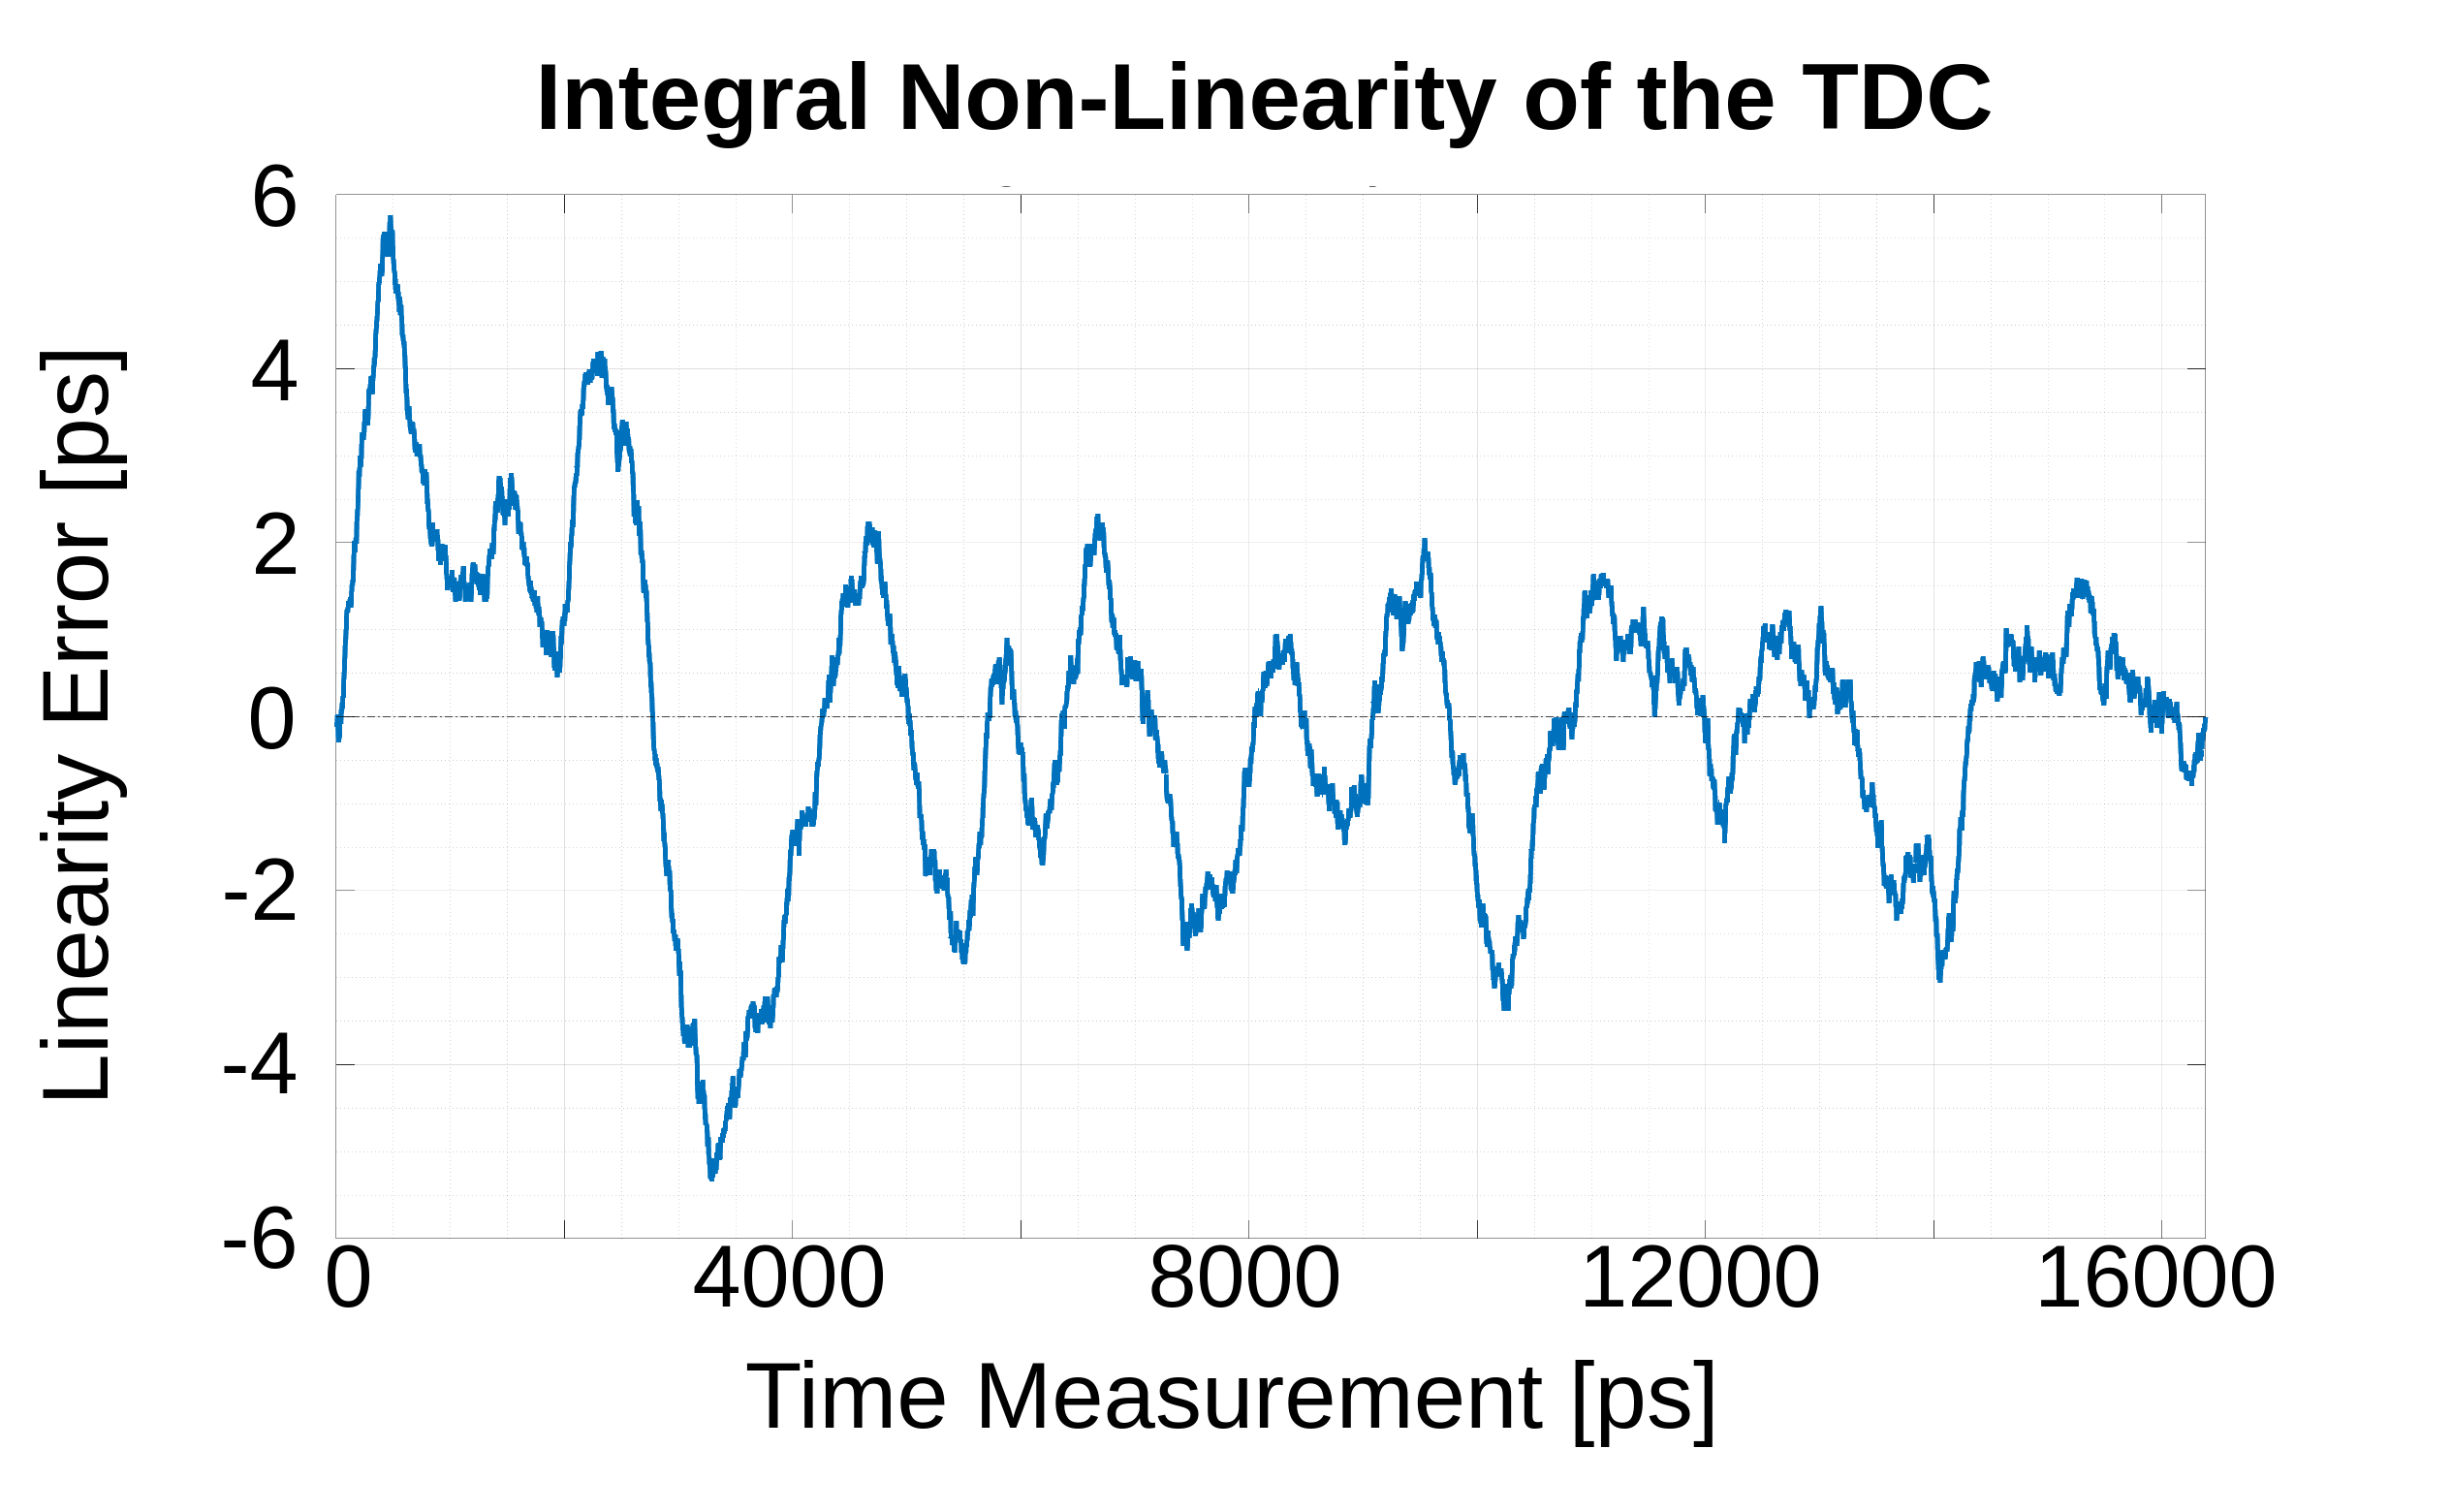 Integral Non-Linearity of the TDC
6
4
2
0
-2
-4
-6
Linearity Error [ps]
0 4000 8000 12000 16000
Time Measurement [ps]